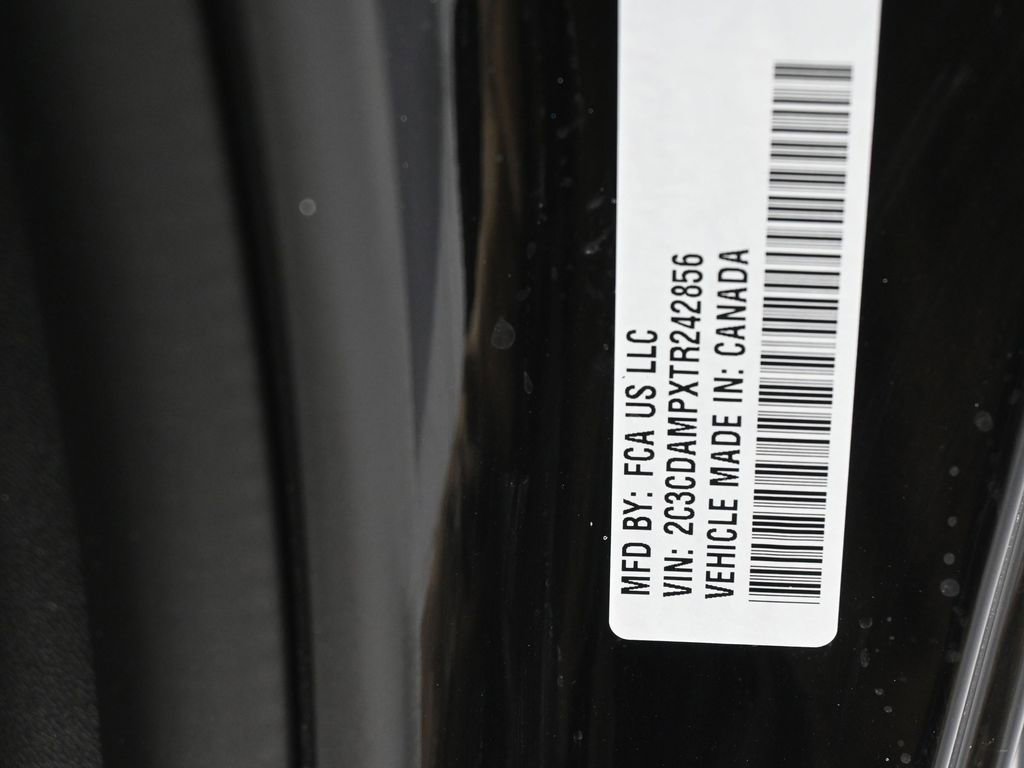 MFD BY: FCA US LLC
VIN: 2C3CDAMPXTR242856
VEHICLE MADE IN: CANADA